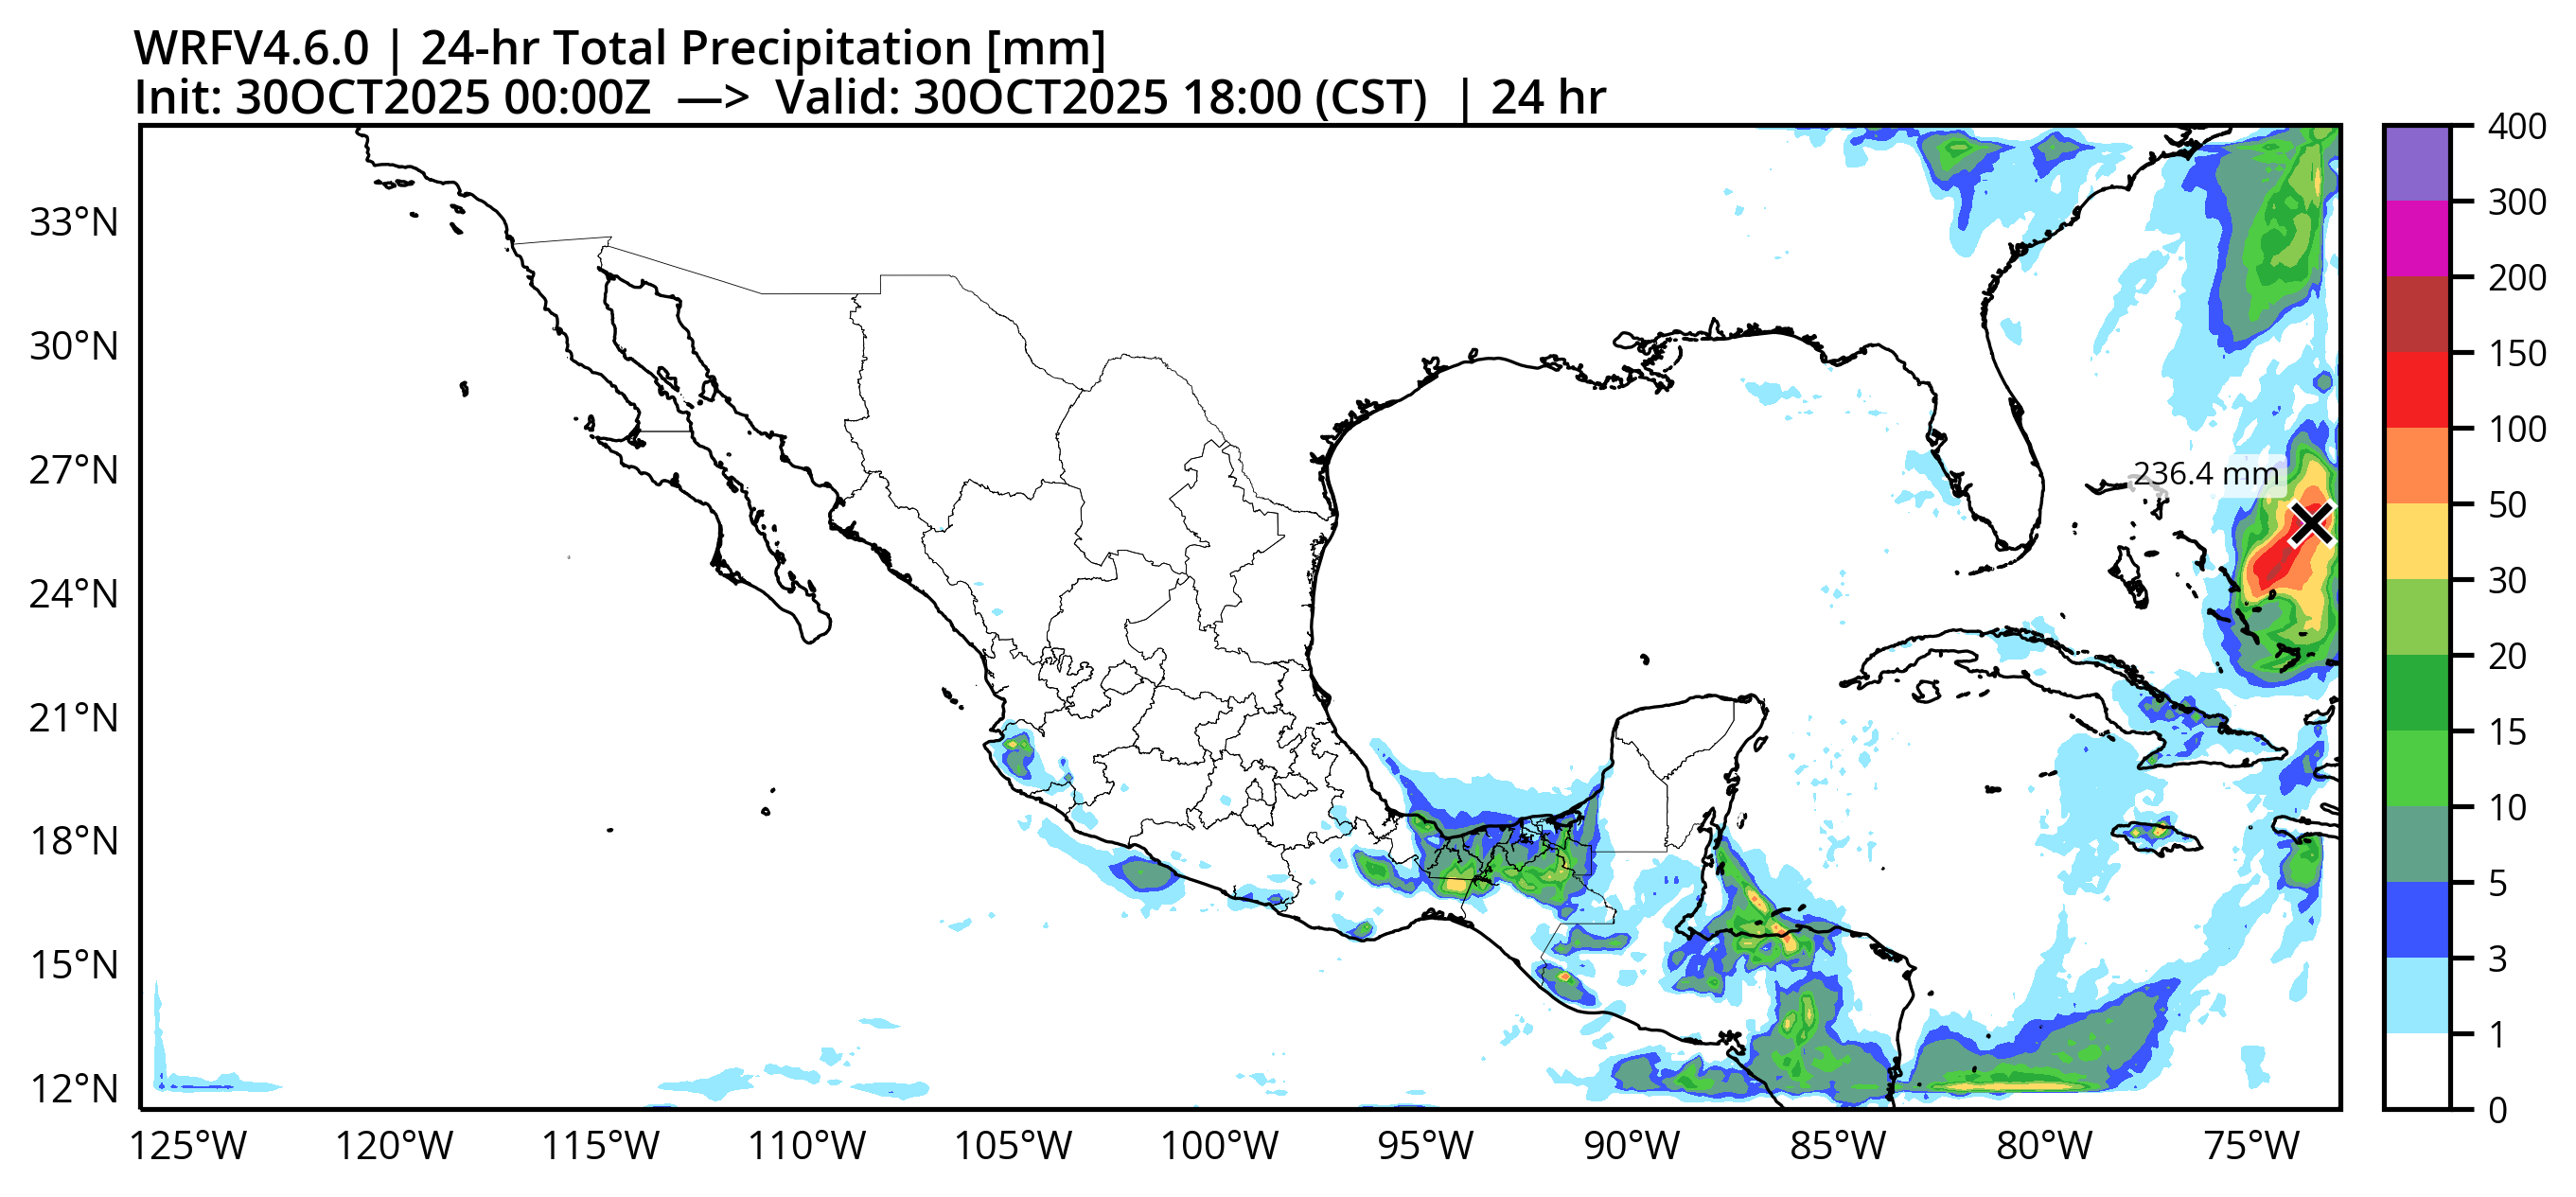 WRFV4.6.0 | 24-hr Total Precipitation [mm]
Init: 30OCT2025 00:00Z —> Valid: 30OCT2025 18:00 (CST) | 24 hr
33°N
30°N
27°N
24°N
21°N
18°N
15°N
12°N
236.4 mm
125°W 120°W 115°W 110°W 105°W 100°W 95°W 90°W 85°W 80°W 75°W
400
300
200
150
100
50
30
20
15
10
5
3
1
0